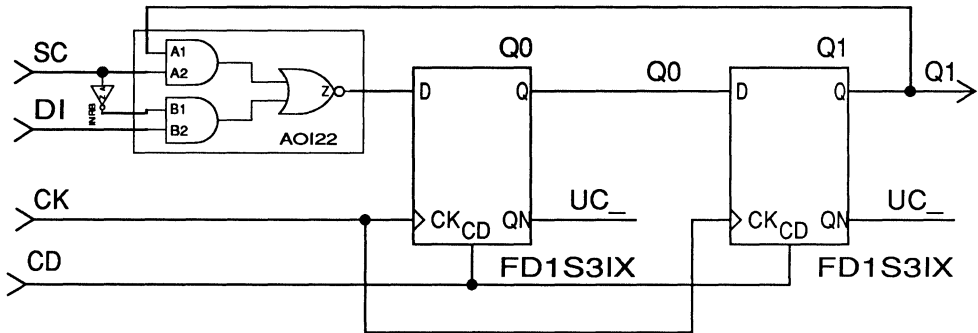 SC
A1
A2
Z
Q0
Q0
Q1
Q1
D
Q
D
Q
A
Z
INRB
B1
B2
DI
AOI22
CK
CK
CD
QN
UC_
CK
CD
QN
UC_
CD
FD1S3IX
FD1S3IX